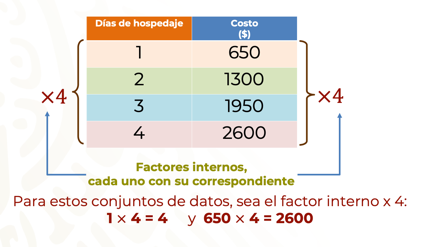 Días de hospedaje Costo ($)
1 650
2 1300
3 1950
4 2600
×4 ×4
Factores internos,
cada uno con su correspondiente
Para estos conjuntos de datos, sea el factor interno x 4:
1 × 4 = 4 y 650 × 4 = 2600